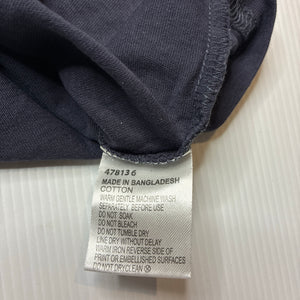 478136
MADE IN BANGLADESH
COTTON
WARM GENTLE MACHINE WASH
SEPARATELY BEFORE USE
DO NOT SOAK
DO NOT BLEACH
DO NOT TUMBLE DRY
LINE DRY WITHOUT DELAY
WARM IRON REVERSE SIDE OF
PRINT OR EMBELLISHED SURFACES
DO NOT DRYCLEAN